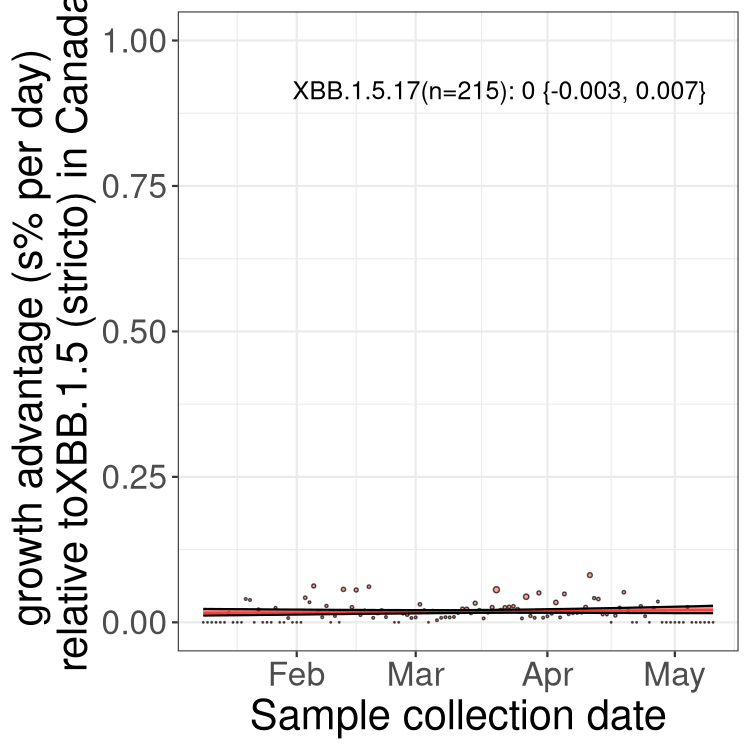 growth advantage (s% per day)
relative toXBB.1.5 (stricto) in Canada
1.00
XBB.1.5.17(n=215): 0 {-0.003, 0.007}
0.75
0.50
0.25
0.00
Feb Mar Apr May
Sample collection date